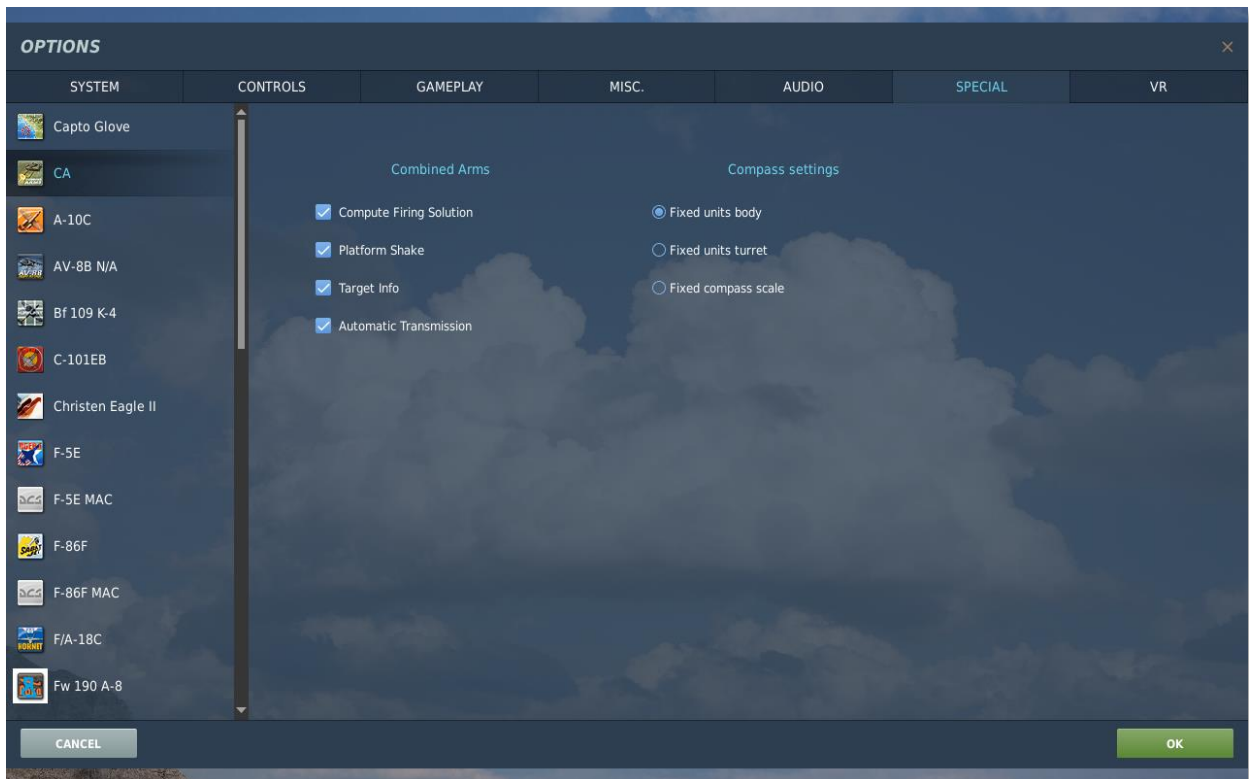 OPTIONS
SYSTEM CONTROLS GAMEPLAY MISC. AUDIO SPECIAL VR
Capto Glove
CA
A-10C
AV-8B N/A
Bf 109 K-4
C-101EB
Christen Eagle II
F-5E
F-5E MAC
F-86F
F-86F MAC
F/A-18C
Fw 190 A-8
Combined Arms
Compute Firing Solution
Platform Shake
Target Info
Automatic Transmission
Compass settings
Fixed units body
Fixed units turret
Fixed compass scale
CANCEL OK